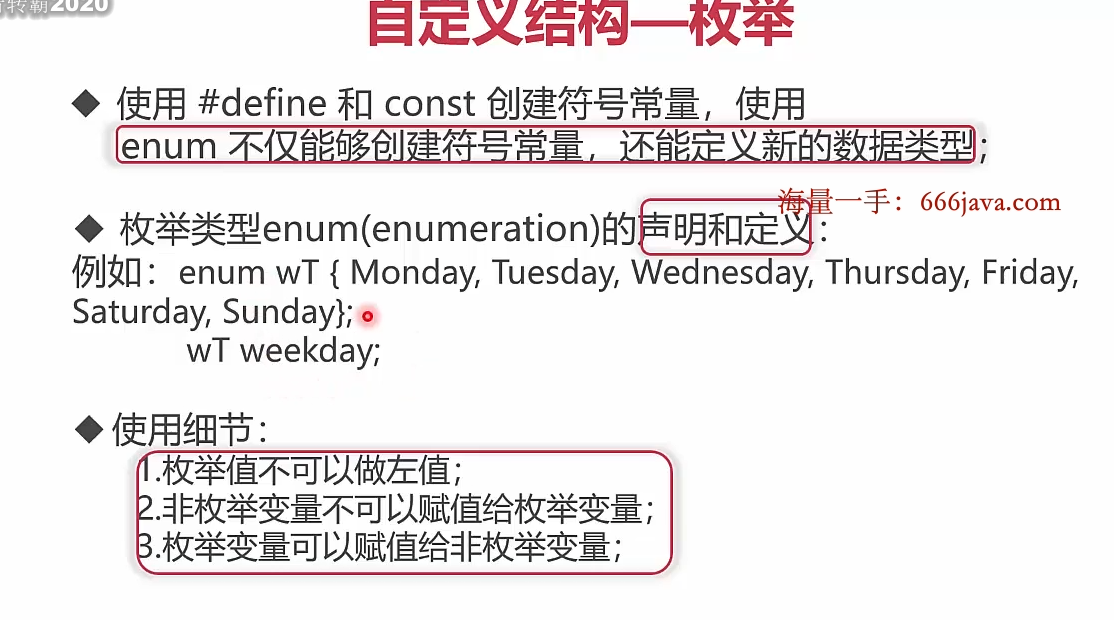 转霸2020
自定义结构—枚举
◆ 使用 #define 和 const 创建符号常量，使用
enum 不仅能够创建符号常量，还能定义新的数据类型；
海量一手：666java.com
◆ 枚举类型enum(enumeration)的声明和定义：
例如：enum wT { Monday, Tuesday, Wednesday, Thursday, Friday,
Saturday, Sunday};
wT weekday;
◆ 使用细节：
1.枚举值不可以做左值；
2.非枚举变量不可以赋值给枚举变量；
3.枚举变量可以赋值给非枚举变量；